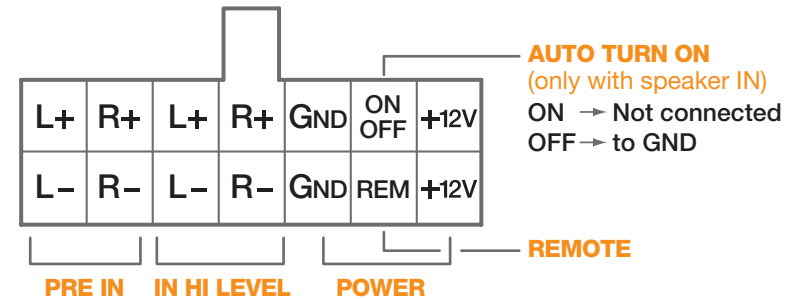 AUTO TURN ON
(only with speaker IN)
ON → Not connected
OFF → to GND
L+ R+ L+ R+ GND ON OFF +12V
L− R− L− R− GND REM +12V
REMOTE
PRE IN IN HI LEVEL POWER